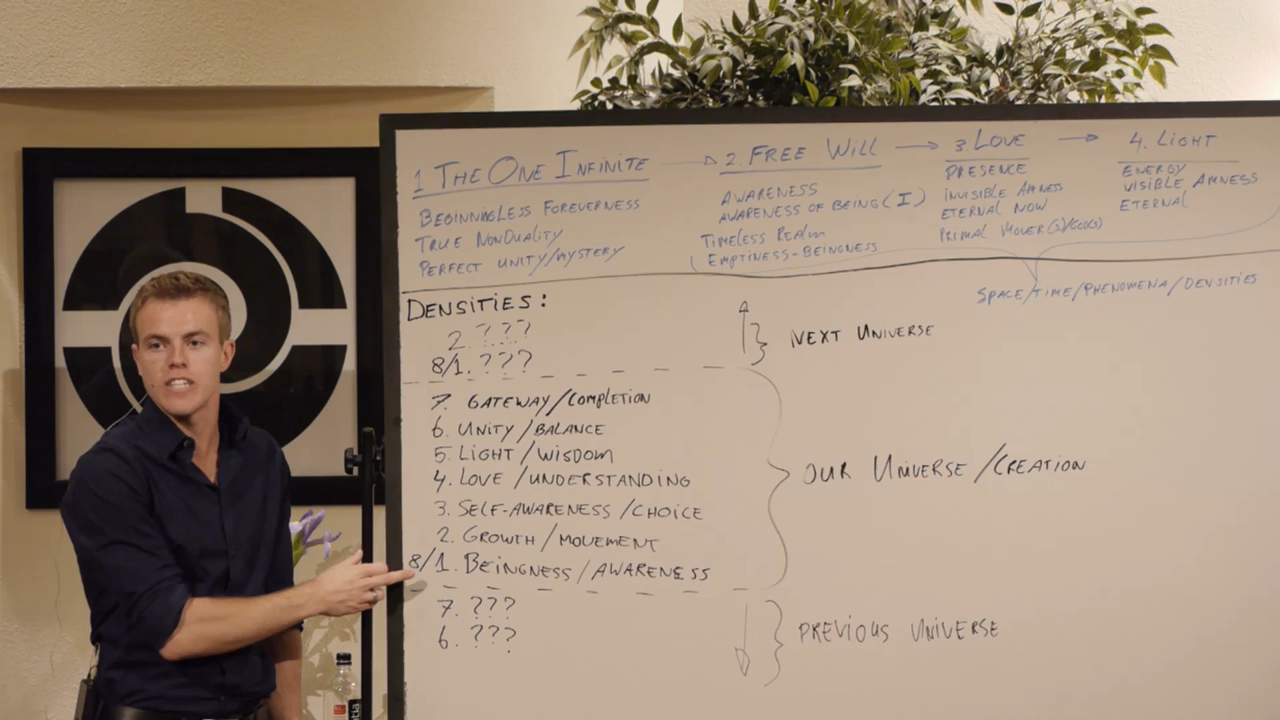 1 THE ONE INFINITE → 2. FREE WILL → 3. LOVE → 4. LIGHT
BEGINNINGLESS FOREVERNESS
TRUE NONDUALITY
PERFECT UNITY/MYSTERY
AWARENESS
AWARENESS OF BEING (I)
TIMELESS REALM
EMPTINESS-BEINGNESS
PRESENCE
INVISIBLE AMNESS
ETERNAL NOW
PRIMAL MOVER(S)/GOD(S)
ENERGY
VISIBLE AMNESS
ETERNAL
SPACE/TIME/PHENOMENA/DENSITIES
DENSITIES:
2. ???
8/1. ???
NEXT UNIVERSE
7. GATEWAY/COMPLETION
6. UNITY/BALANCE
5. LIGHT/WISDOM
4. LOVE/UNDERSTANDING
3. SELF-AWARENESS/CHOICE
2. GROWTH/MOVEMENT
8/1. BEINGNESS/AWARENESS
OUR UNIVERSE/CREATION
7. ???
6. ???
PREVIOUS UNIVERSE